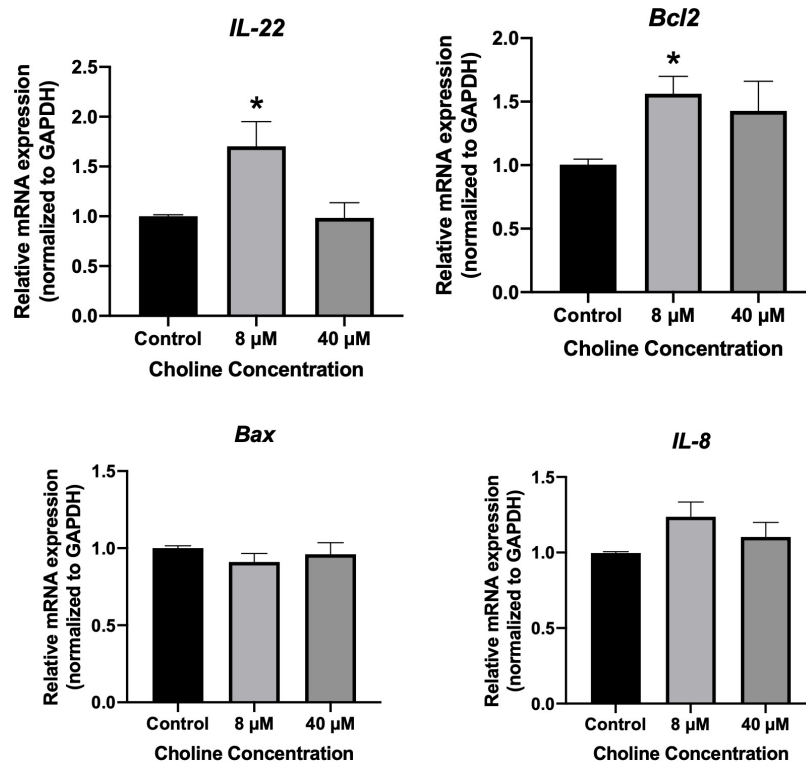 IL-22
Relative mRNA expression
(normalized to GAPDH)
2.5
2.0
1.5
1.0
0.5
0.0
*
Control 8 µM 40 µM
Choline Concentration
Bcl2
Relative mRNA expression
(normalized to GAPDH)
2.0
1.5
1.0
0.5
0.0
*
Control 8 µM 40 µM
Choline Concentration
Bax
Relative mRNA expression
(normalized to GAPDH)
1.5
1.0
0.5
0.0
Control 8 µM 40 µM
Choline Concentration
IL-8
Relative mRNA expression
(normalized to GAPDH)
1.5
1.0
0.5
0.0
Control 8 µM 40 µM
Choline Concentration